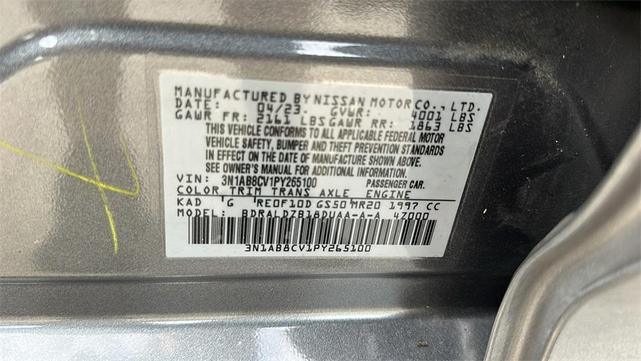 MANUFACTURED BY NISSAN MOTOR CO., LTD.
DATE: 04/23 GVWR: 4001 LBS
GAWR FR: 2161 LBS GAWR RR: 1863 LBS
THIS VEHICLE CONFORMS TO ALL APPLICABLE FEDERAL MOTOR
VEHICLE SAFETY, BUMPER AND THEFT PREVENTION STANDARDS
IN EFFECT ON THE DATE OF MANUFACTURE SHOWN ABOVE.
SEE OWNER'S MANUAL FOR ADDITIONAL INFORMATION.
VIN: 3N1AB8CV1PY265100 PASSENGER CAR.
COLOR TRIM TRANS AXLE ENGINE
KAD G RE0F10D GS50 MR20 1997 CC
MODEL: BDRALDZB18DUAA-A-A 47000
3N1AB8CV1PY265100